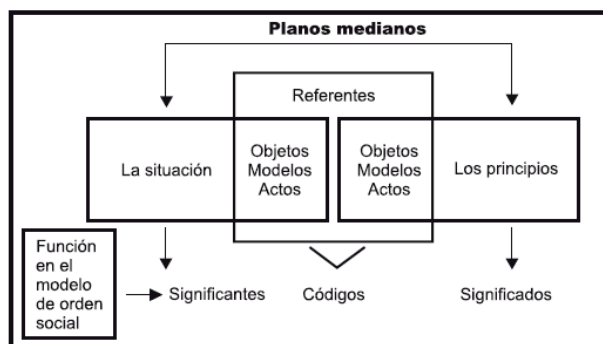 Planos medianos
Referentes
La situación
Objetos
Modelos
Actos
Objetos
Modelos
Actos
Los principios
Función
en el
modelo
de orden
social
Significantes
Códigos
Significados